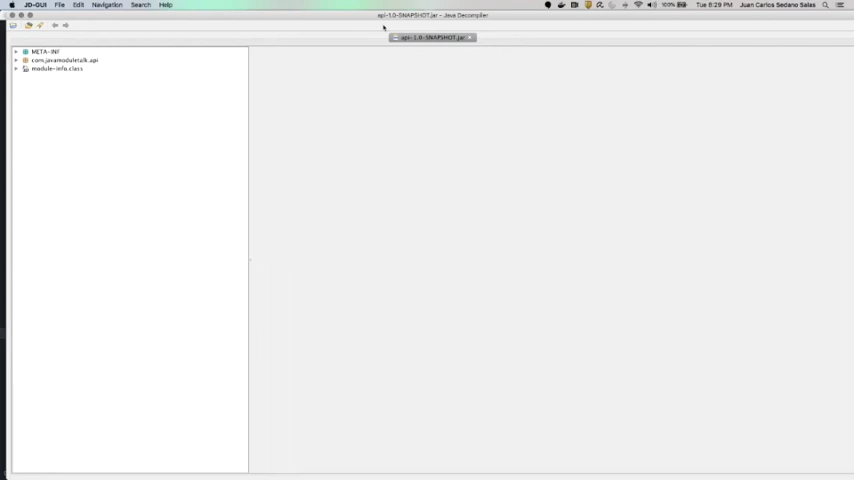 JD-GUI File Edit Navigation Search Help 100% Tue 8:29 PM Juan Carlos Sedano Salas
api-1.0-SNAPSHOT.jar - Java Decompiler
api-1.0-SNAPSHOT.jar
META-INF
com.javamoduletalk.api
module-info.class